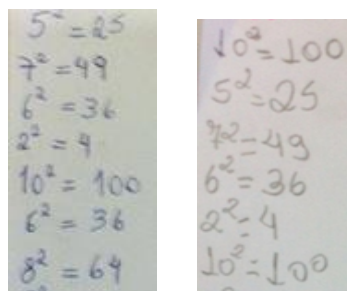 5² = 25
7² = 49
6² = 36
2² = 4
10² = 100
6² = 36
8² = 64
10² = 100
5² = 25
7² = 49
6² = 36
2² = 4
10² = 100